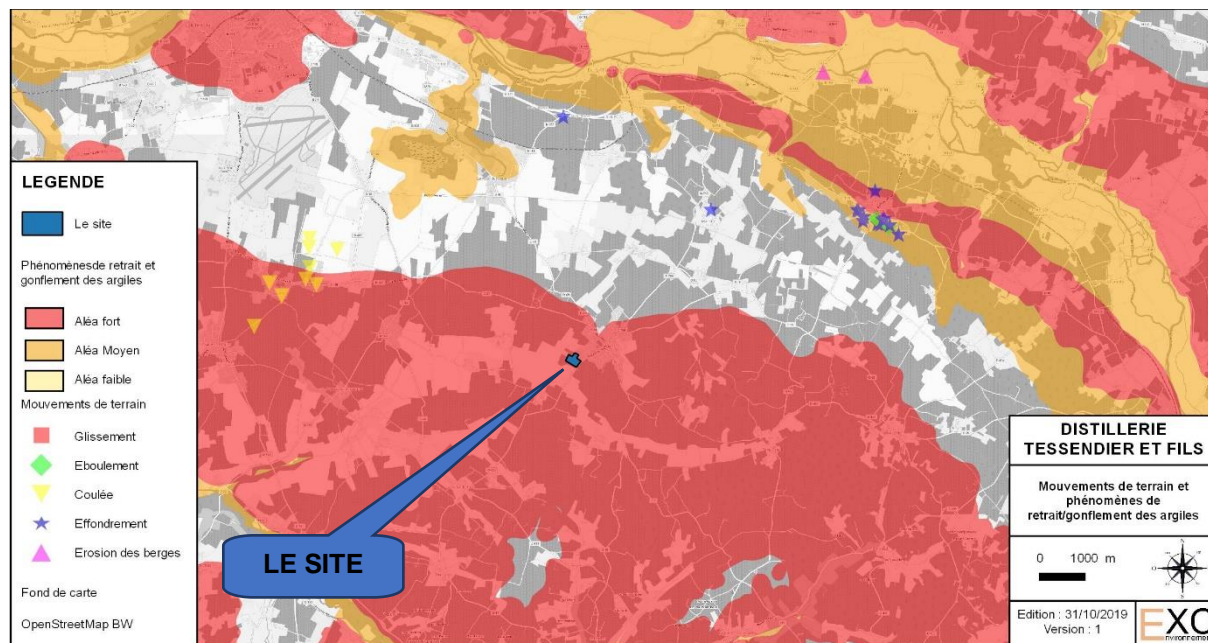 LEGENDE
Le site
Phénomènesde retrait et
gonflement des argiles
Aléa fort
Aléa Moyen
Aléa faible
Mouvements de terrain
Glissement
Eboulement
Coulée
Effondrement
Erosion des berges
Fond de carte
OpenStreetMap BW
LE SITE
DISTILLERIE
TESSENDIER ET FILS
Mouvements de terrain et
phénomènes de
retrait/gonflement des argiles
0 1000 m
Edition : 31/10/2019
Version : 1
EXO
nvironnement